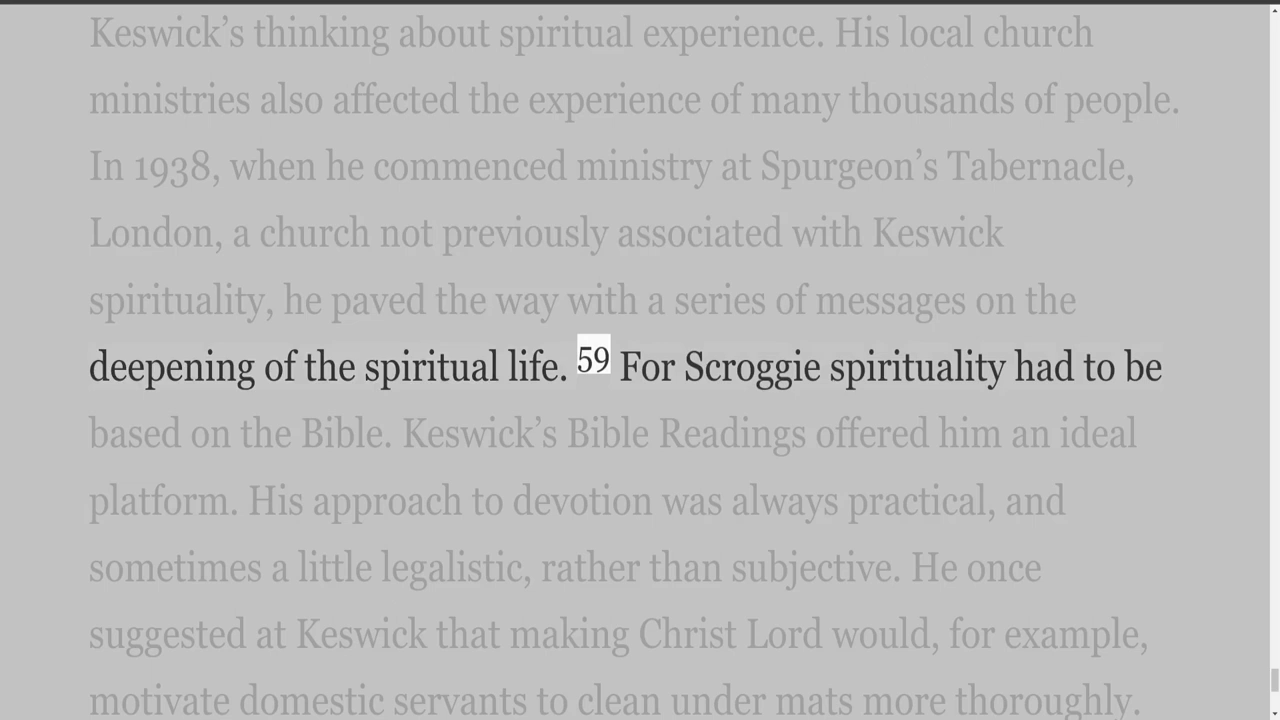 Keswick’s thinking about spiritual experience. His local church
ministries also affected the experience of many thousands of people.
In 1938, when he commenced ministry at Spurgeon’s Tabernacle,
London, a church not previously associated with Keswick
spirituality, he paved the way with a series of messages on the
deepening of the spiritual life. 59 For Scroggie spirituality had to be
based on the Bible. Keswick’s Bible Readings offered him an ideal
platform. His approach to devotion was always practical, and
sometimes a little legalistic, rather than subjective. He once
suggested at Keswick that making Christ Lord would, for example,
motivate domestic servants to clean under mats more thoroughly.